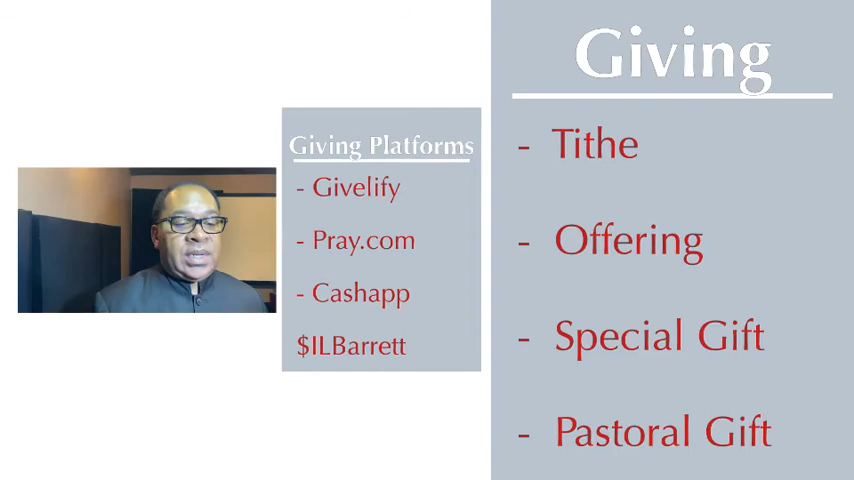 Giving Platforms
- Givelify
- Pray.com
- Cashapp
$ILBarrett
Giving
- Tithe
- Offering
- Special Gift
- Pastoral Gift